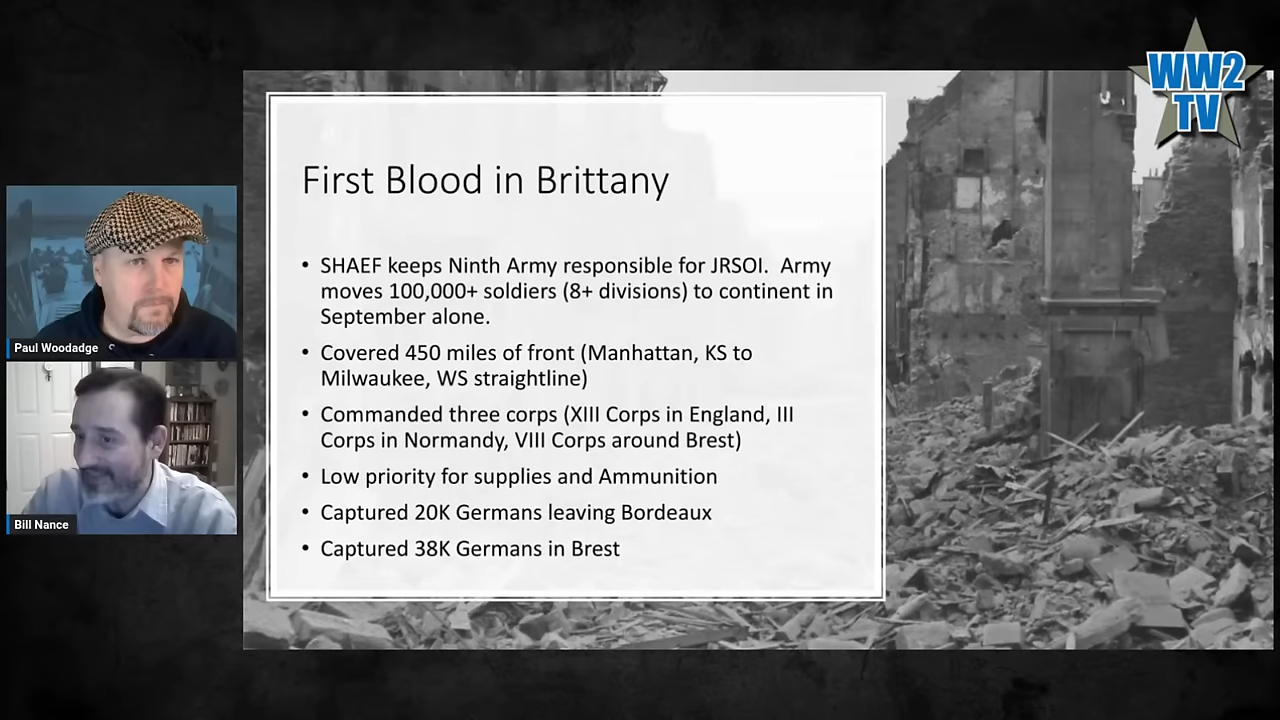 WW2
TV
First Blood in Brittany
• SHAEF keeps Ninth Army responsible for JRSOI. Army
moves 100,000+ soldiers (8+ divisions) to continent in
September alone.
• Covered 450 miles of front (Manhattan, KS to
Milwaukee, WS straightline)
• Commanded three corps (XIII Corps in England, III
Corps in Normandy, VIII Corps around Brest)
• Low priority for supplies and Ammunition
• Captured 20K Germans leaving Bordeaux
• Captured 38K Germans in Brest
Paul Woodadge
Bill Nance